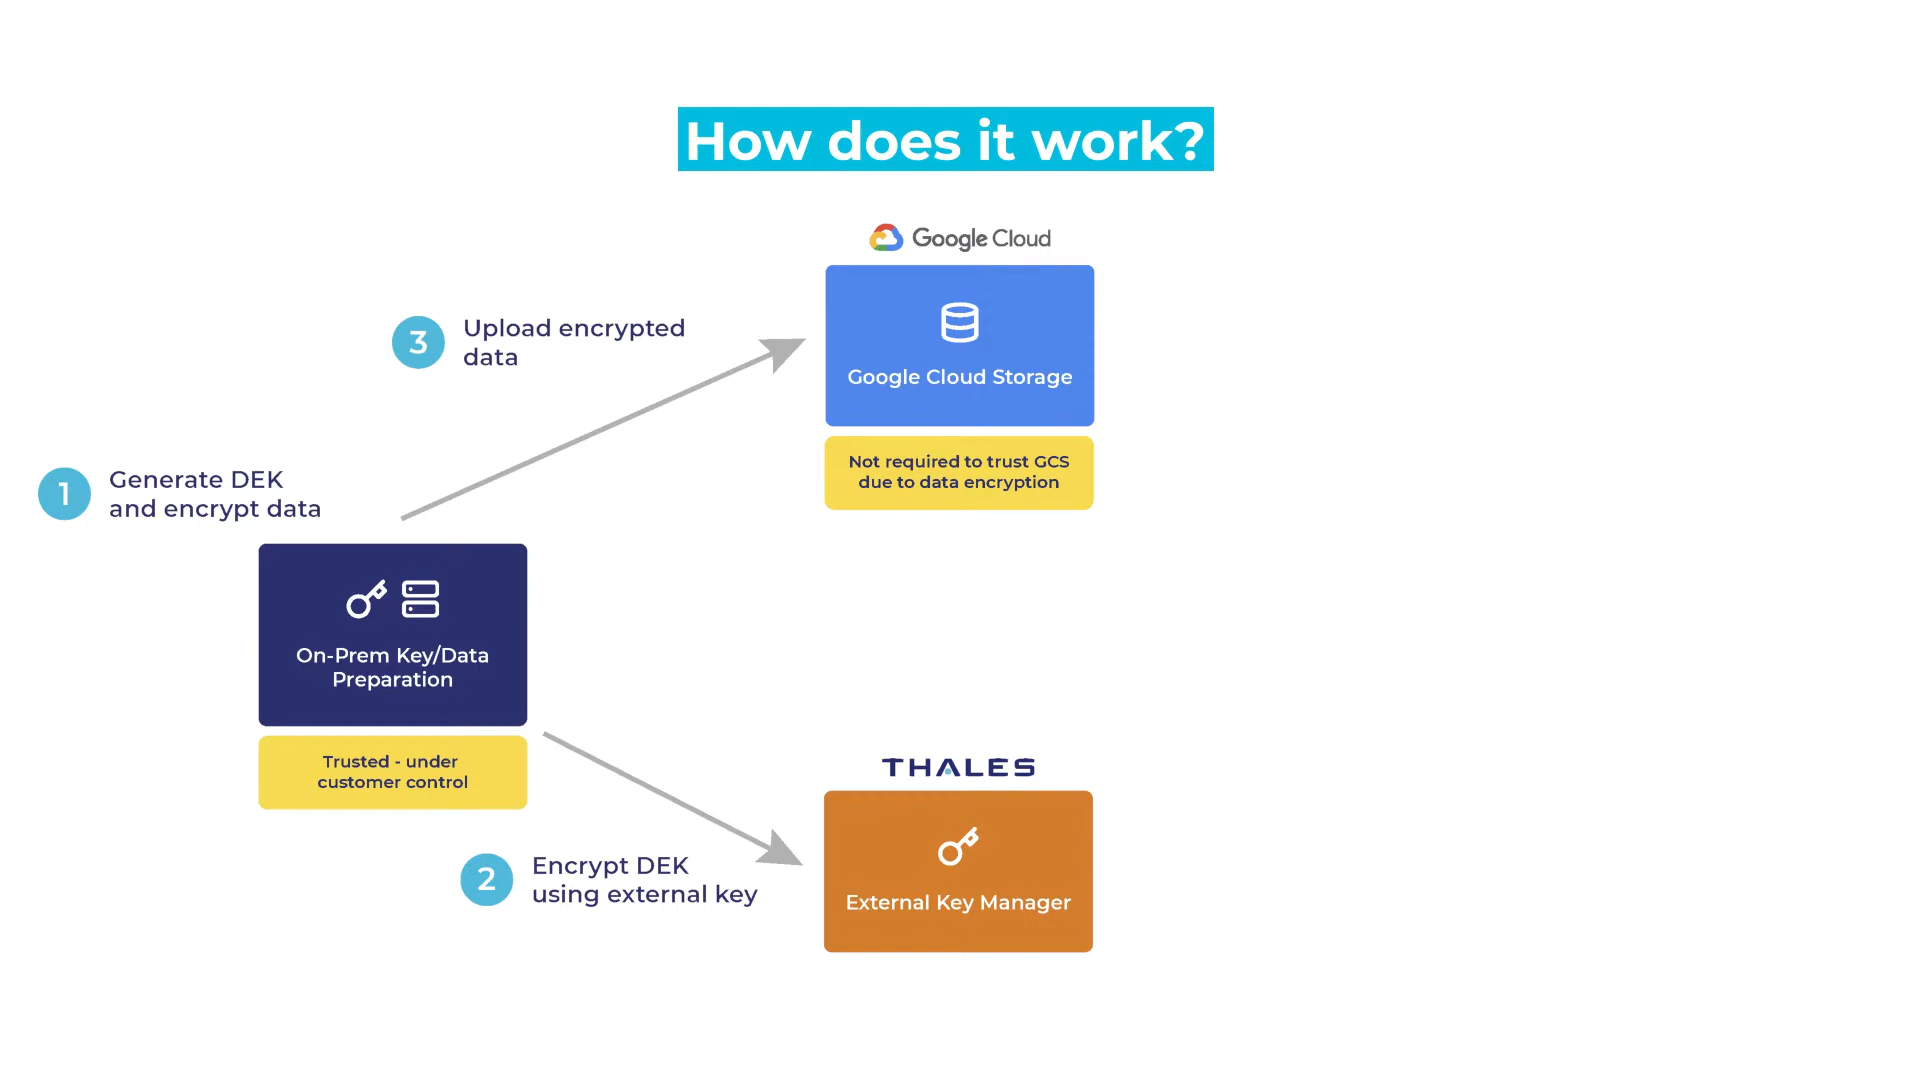 How does it work?
Google Cloud
3
Upload encrypted
data
Google Cloud Storage
Not required to trust GCS
due to data encryption
1
Generate DEK
and encrypt data
On-Prem Key/Data
Preparation
Trusted - under
customer control
2
Encrypt DEK
using external key
THALES
External Key Manager